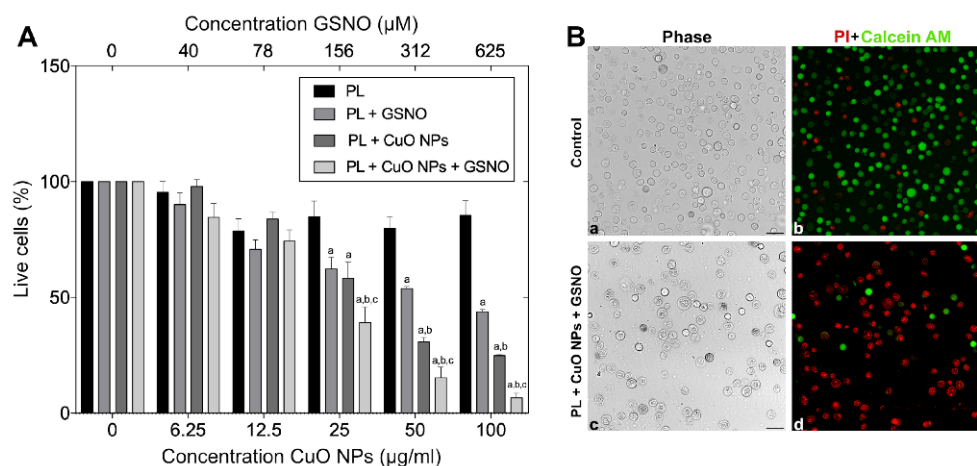 A
Concentration GSNO (µM)
0 40 78 156 312 625
Live cells (%)
150
100
50
0
PL
PL + GSNO
PL + CuO NPs
PL + CuO NPs + GSNO
a a a,b,c
a a,b a,b,c
a a,b a,b,c
0 6.25 12.5 25 50 100
Concentration CuO NPs (µg/ml)
B
Phase PI+Calcein AM
Control
a b
PL + CuO NPs + GSNO
c d